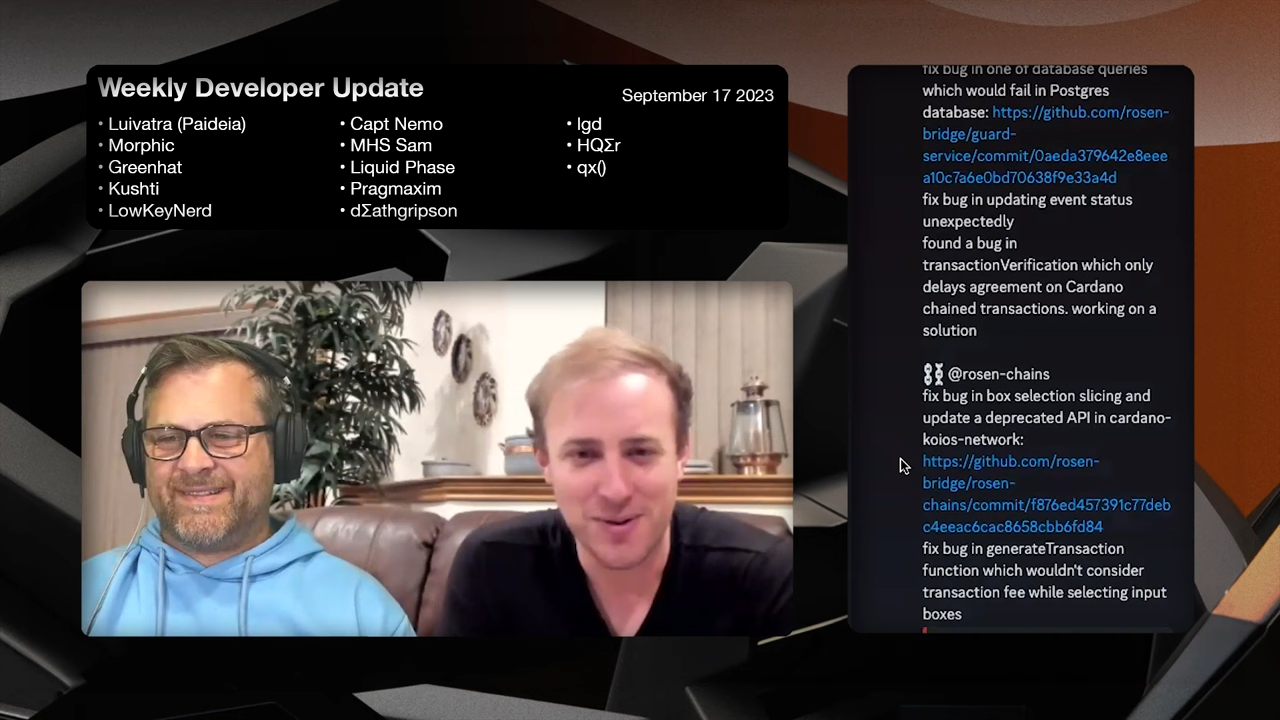 Weekly Developer Update
September 17 2023
• Luivatra (Paideia)
• Morphic
• Greenhat
• Kushti
• LowKeyNerd
• Capt Nemo
• MHS Sam
• Liquid Phase
• Pragmaxim
• dΣathgripson
• lgd
• HQΣr
• qx()
fix bug in one of database queries
which would fail in Postgres
database: https://github.com/rosen-
bridge/guard-
service/commit/0aeda379642e8eee
a10c7a6e0bd70638f9e33a4d
fix bug in updating event status
unexpectedly
found a bug in
transactionVerification which only
delays agreement on Cardano
chained transactions. working on a
solution
⛓ @rosen-chains
fix bug in box selection slicing and
update a deprecated API in cardano-
koios-network:
https://github.com/rosen-
bridge/rosen-
chains/commit/f876ed457391c77deb
c4eeac6cac8658cbb6fd84
fix bug in generateTransaction
function which wouldn't consider
transaction fee while selecting input
boxes